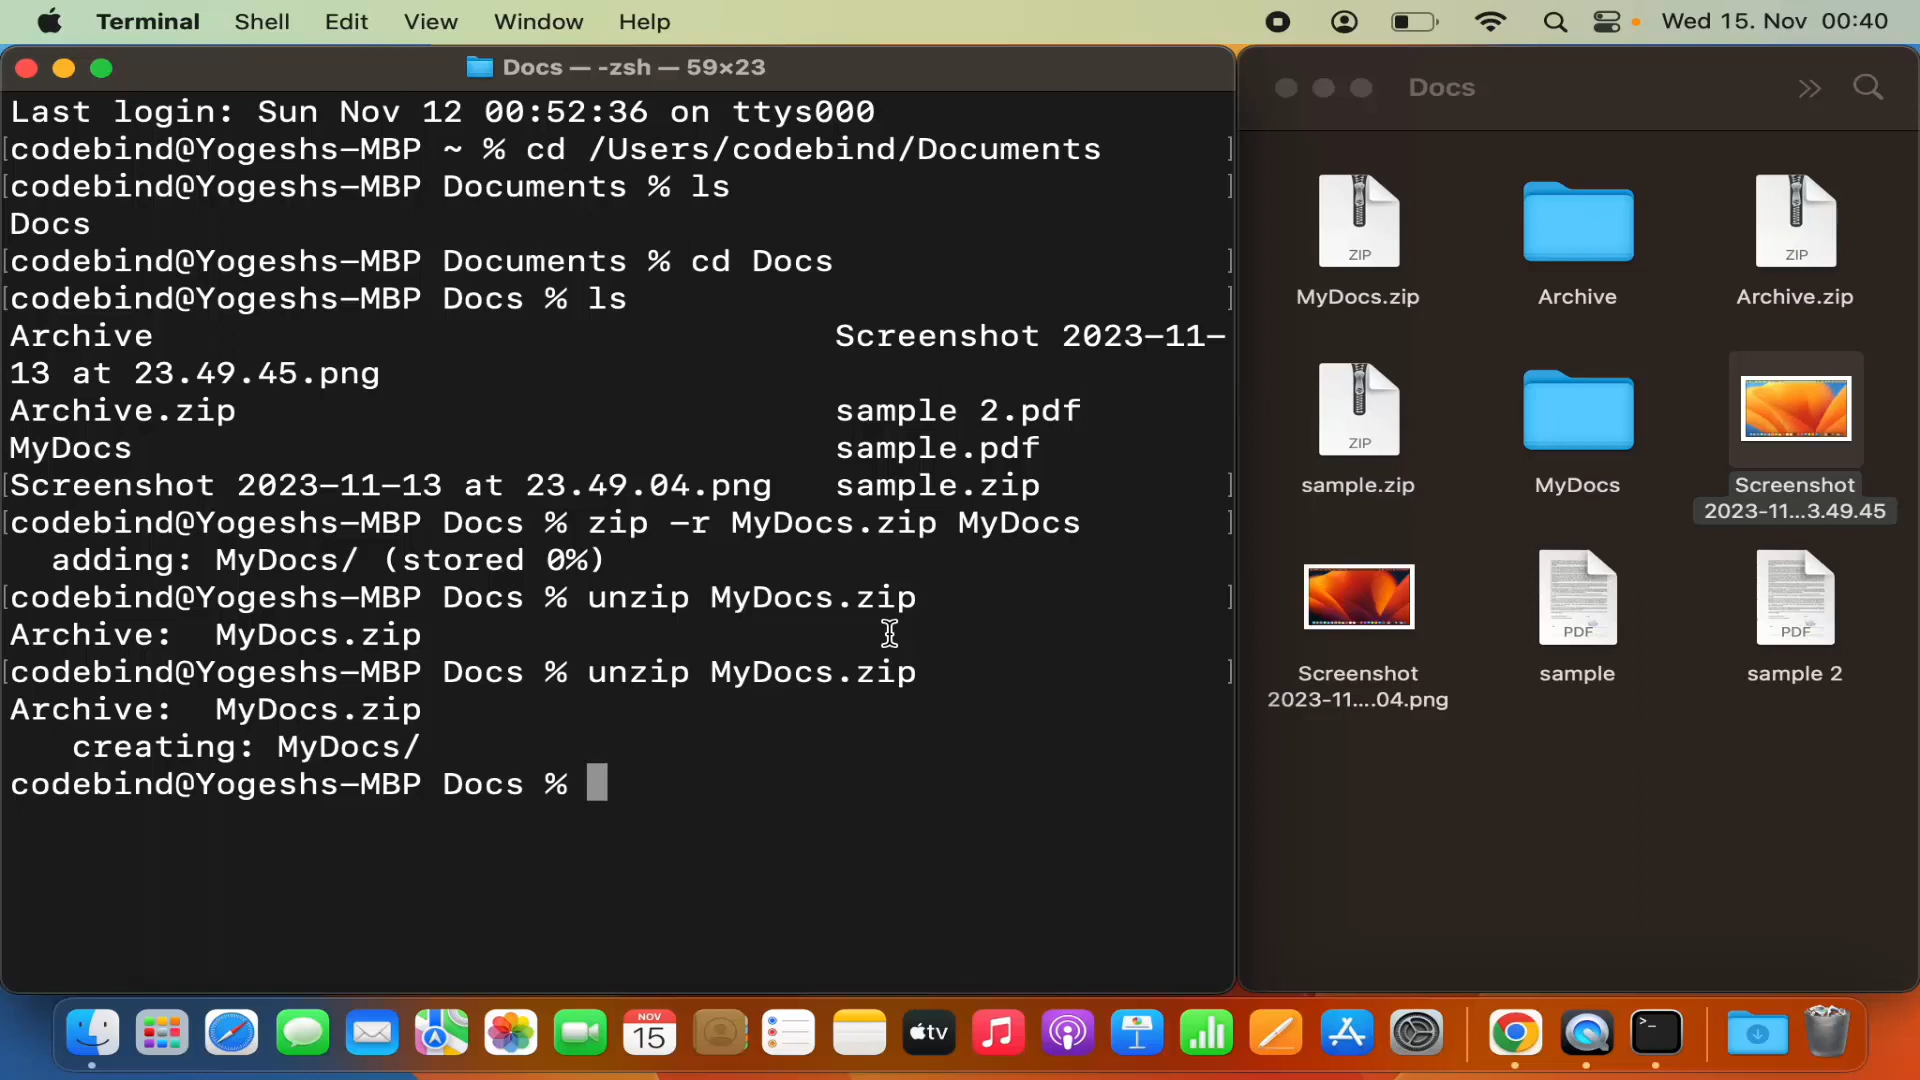 Terminal Shell Edit View Window Help Wed 15. Nov 00:40
Docs — -zsh — 59×23
Last login: Sun Nov 12 00:52:36 on ttys000
[codebind@Yogeshs-MBP ~ % cd /Users/codebind/Documents ]
[codebind@Yogeshs-MBP Documents % ls ]
Docs
[codebind@Yogeshs-MBP Documents % cd Docs ]
[codebind@Yogeshs-MBP Docs % ls ]
Archive Screenshot 2023-11-
13 at 23.49.45.png
Archive.zip sample 2.pdf
MyDocs sample.pdf
[Screenshot 2023-11-13 at 23.49.04.png sample.zip ]
[codebind@Yogeshs-MBP Docs % zip -r MyDocs.zip MyDocs ]
adding: MyDocs/ (stored 0%)
[codebind@Yogeshs-MBP Docs % unzip MyDocs.zip ]
Archive: MyDocs.zip
[codebind@Yogeshs-MBP Docs % unzip MyDocs.zip ]
Archive: MyDocs.zip
creating: MyDocs/
codebind@Yogeshs-MBP Docs %
Docs
ZIP ZIP
MyDocs.zip Archive Archive.zip
ZIP
sample.zip MyDocs Screenshot
2023-11...3.49.45
PDF PDF
Screenshot sample sample 2
2023-11....04.png
NOV
15
tv